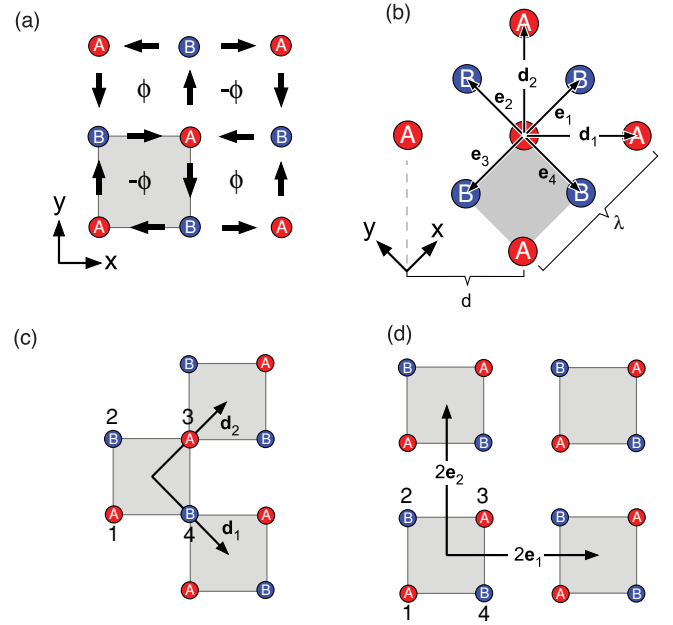 (a)
A B A
ϕ -ϕ
B A B
-ϕ ϕ
A B A
y
x
(b)
A
B d₂ B
e₂ e₁
A A d₁ A
e₃ e₄
B B
A
λ
y x
d
(c)
B A
2 3 d₂
B A B
A B d₁ A
1 4
A B
(d)
B A B A
A B A B
2e₂
2 3
B A B A
2e₁
A B A B
1 4